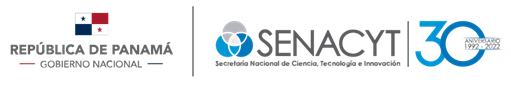 REPÚBLICA DE PANAMÁ
GOBIERNO NACIONAL
SENACYT
Secretaría Nacional de Ciencia, Tecnología e Innovación
30
ANIVERSARIO
1992 - 2022